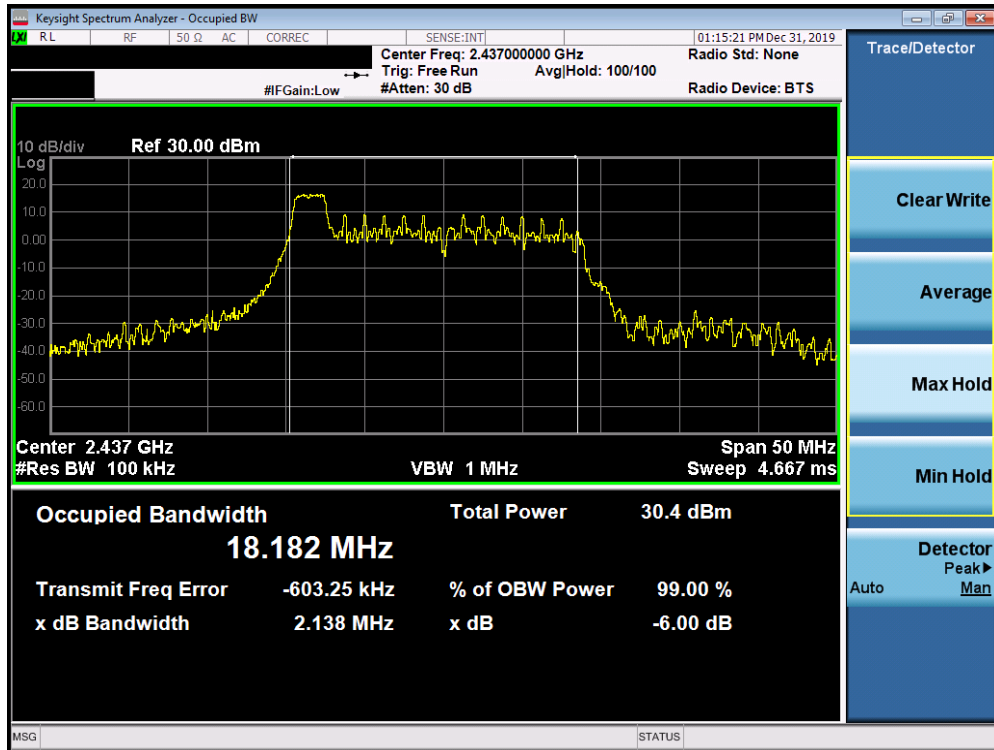 Keysight Spectrum Analyzer - Occupied BW
LXI RL RF 50 Ω AC CORREC SENSE:INT 01:15:21 PM Dec 31, 2019
Center Freq: 2.437000000 GHz Radio Std: None
Trig: Free Run Avg|Hold: 100/100
#IFGain:Low #Atten: 30 dB Radio Device: BTS
Trace/Detector
10 dB/div Ref 30.00 dBm
Log
20.0
10.0
0.00
-10.0
-20.0
-30.0
-40.0
-50.0
-60.0
Center 2.437 GHz Span 50 MHz
#Res BW 100 kHz VBW 1 MHz Sweep 4.667 ms
Occupied Bandwidth Total Power 30.4 dBm
18.182 MHz
Transmit Freq Error -603.25 kHz % of OBW Power 99.00 %
x dB Bandwidth 2.138 MHz x dB -6.00 dB
Clear Write
Average
Max Hold
Min Hold
Detector
Peak▶
Auto Man
MSG STATUS